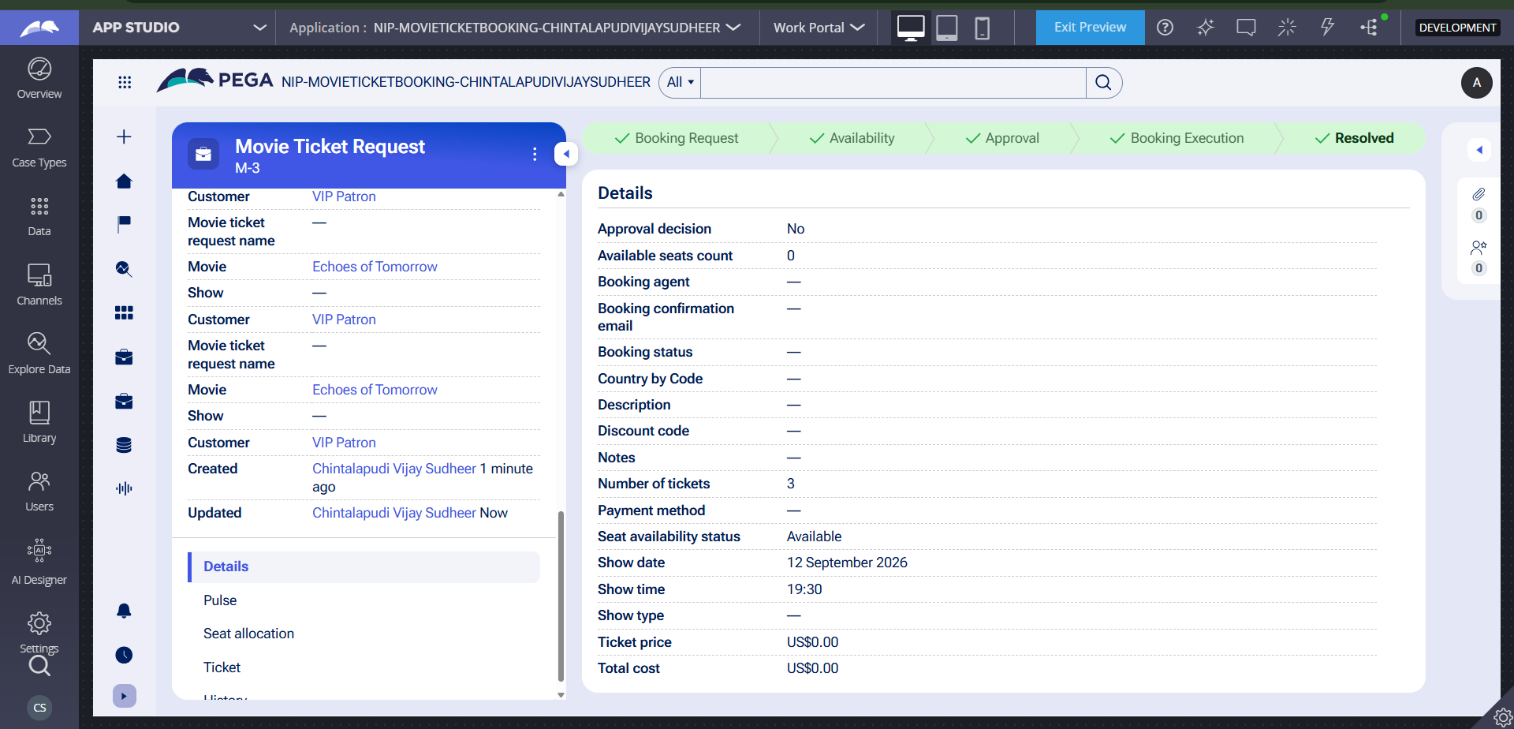 APP STUDIO
Application : NIP-MOVIETICKETBOOKING-CHINTALAPUDIVIJAYSUDHEER
Work Portal
Exit Preview
DEVELOPMENT
Overview
Case Types
Data
Channels
Explore Data
Library
Users
AI
AI Designer
Settings
CS
PEGA NIP-MOVIETICKETBOOKING-CHINTALAPUDIVIJAYSUDHEER
All
A
Movie Ticket Request
M-3
Customer VIP Patron
Movie ticket
request name —
Movie Echoes of Tomorrow
Show —
Customer VIP Patron
Movie ticket
request name —
Movie Echoes of Tomorrow
Show —
Customer VIP Patron
Created Chintalapudi Vijay Sudheer 1 minute
ago
Updated Chintalapudi Vijay Sudheer Now
Details
Pulse
Seat allocation
Ticket
History
Booking Request
Availability
Approval
Booking Execution
Resolved
Details
Approval decision No
Available seats count 0
Booking agent —
Booking confirmation
email —
Booking status —
Country by Code —
Description —
Discount code —
Notes —
Number of tickets 3
Payment method —
Seat availability status Available
Show date 12 September 2026
Show time 19:30
Show type —
Ticket price US$0.00
Total cost US$0.00
0
0